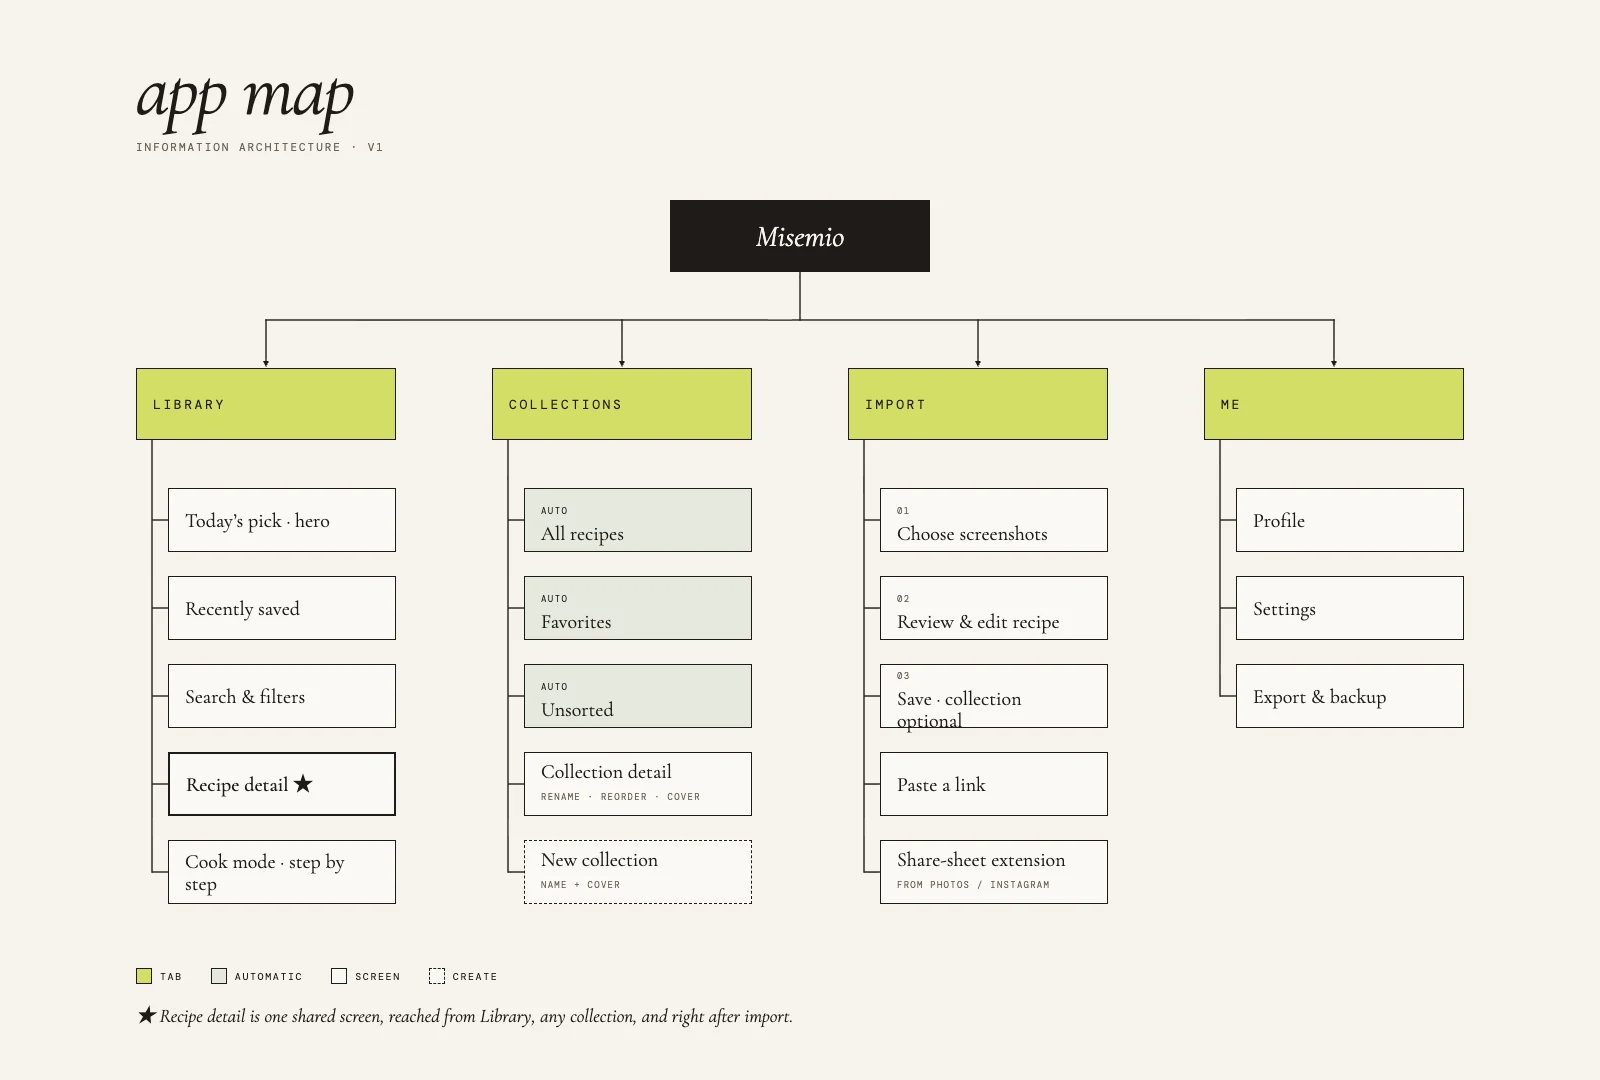 app map
INFORMATION ARCHITECTURE · V1
Misemio
LIBRARY
Today’s pick · hero
Recently saved
Search & filters
Recipe detail ★
Cook mode · step by
step
COLLECTIONS
AUTO
All recipes
AUTO
Favorites
AUTO
Unsorted
Collection detail
RENAME · REORDER · COVER
New collection
NAME + COVER
IMPORT
01
Choose screenshots
02
Review & edit recipe
03
Save · collection
optional
Paste a link
Share-sheet extension
FROM PHOTOS / INSTAGRAM
ME
Profile
Settings
Export & backup
TAB
AUTOMATIC
SCREEN
CREATE
★ Recipe detail is one shared screen, reached from Library, any collection, and right after import.